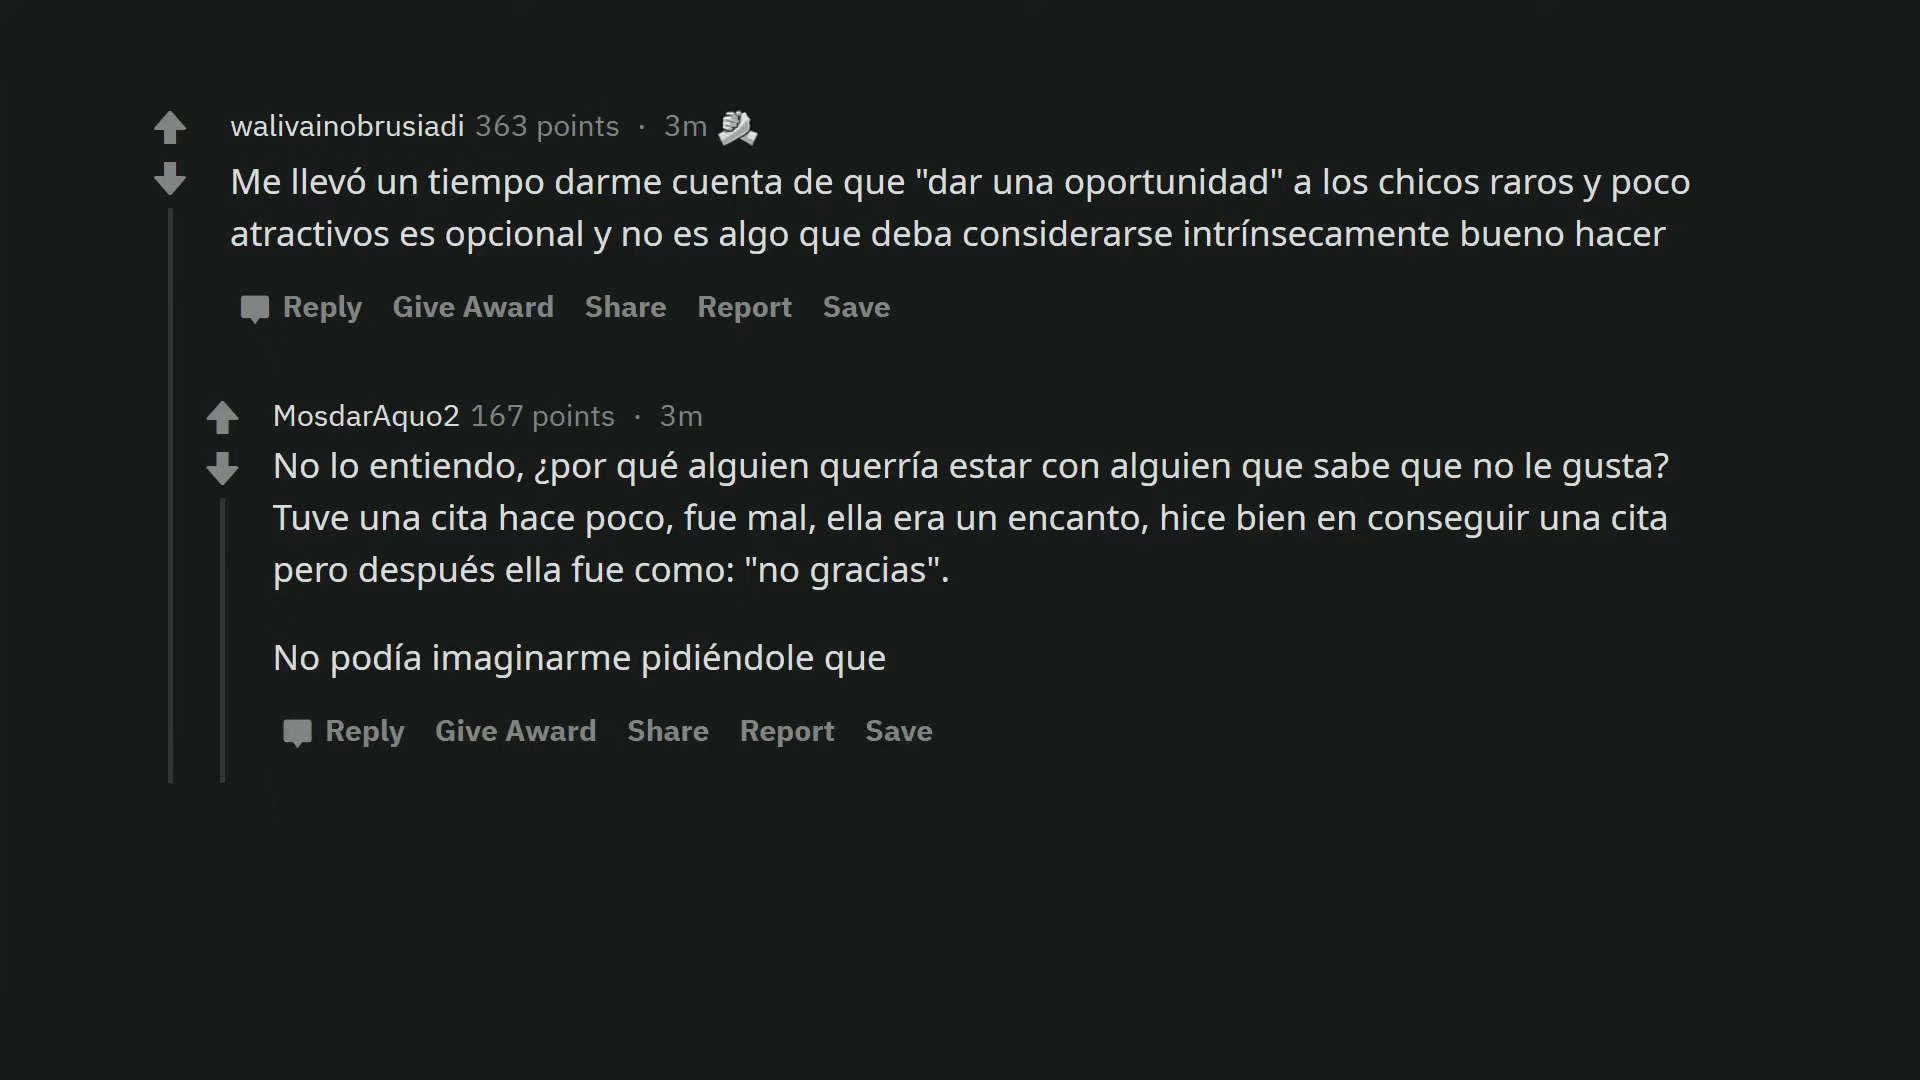 walivainobrusiadi 363 points · 3m
Me llevó un tiempo darme cuenta de que "dar una oportunidad" a los chicos raros y poco
atractivos es opcional y no es algo que deba considerarse intrínsecamente bueno hacer
Reply Give Award Share Report Save
MosdarAquo2 167 points · 3m
No lo entiendo, ¿por qué alguien querría estar con alguien que sabe que no le gusta?
Tuve una cita hace poco, fue mal, ella era un encanto, hice bien en conseguir una cita
pero después ella fue como: "no gracias".
No podía imaginarme pidiéndole que
Reply Give Award Share Report Save